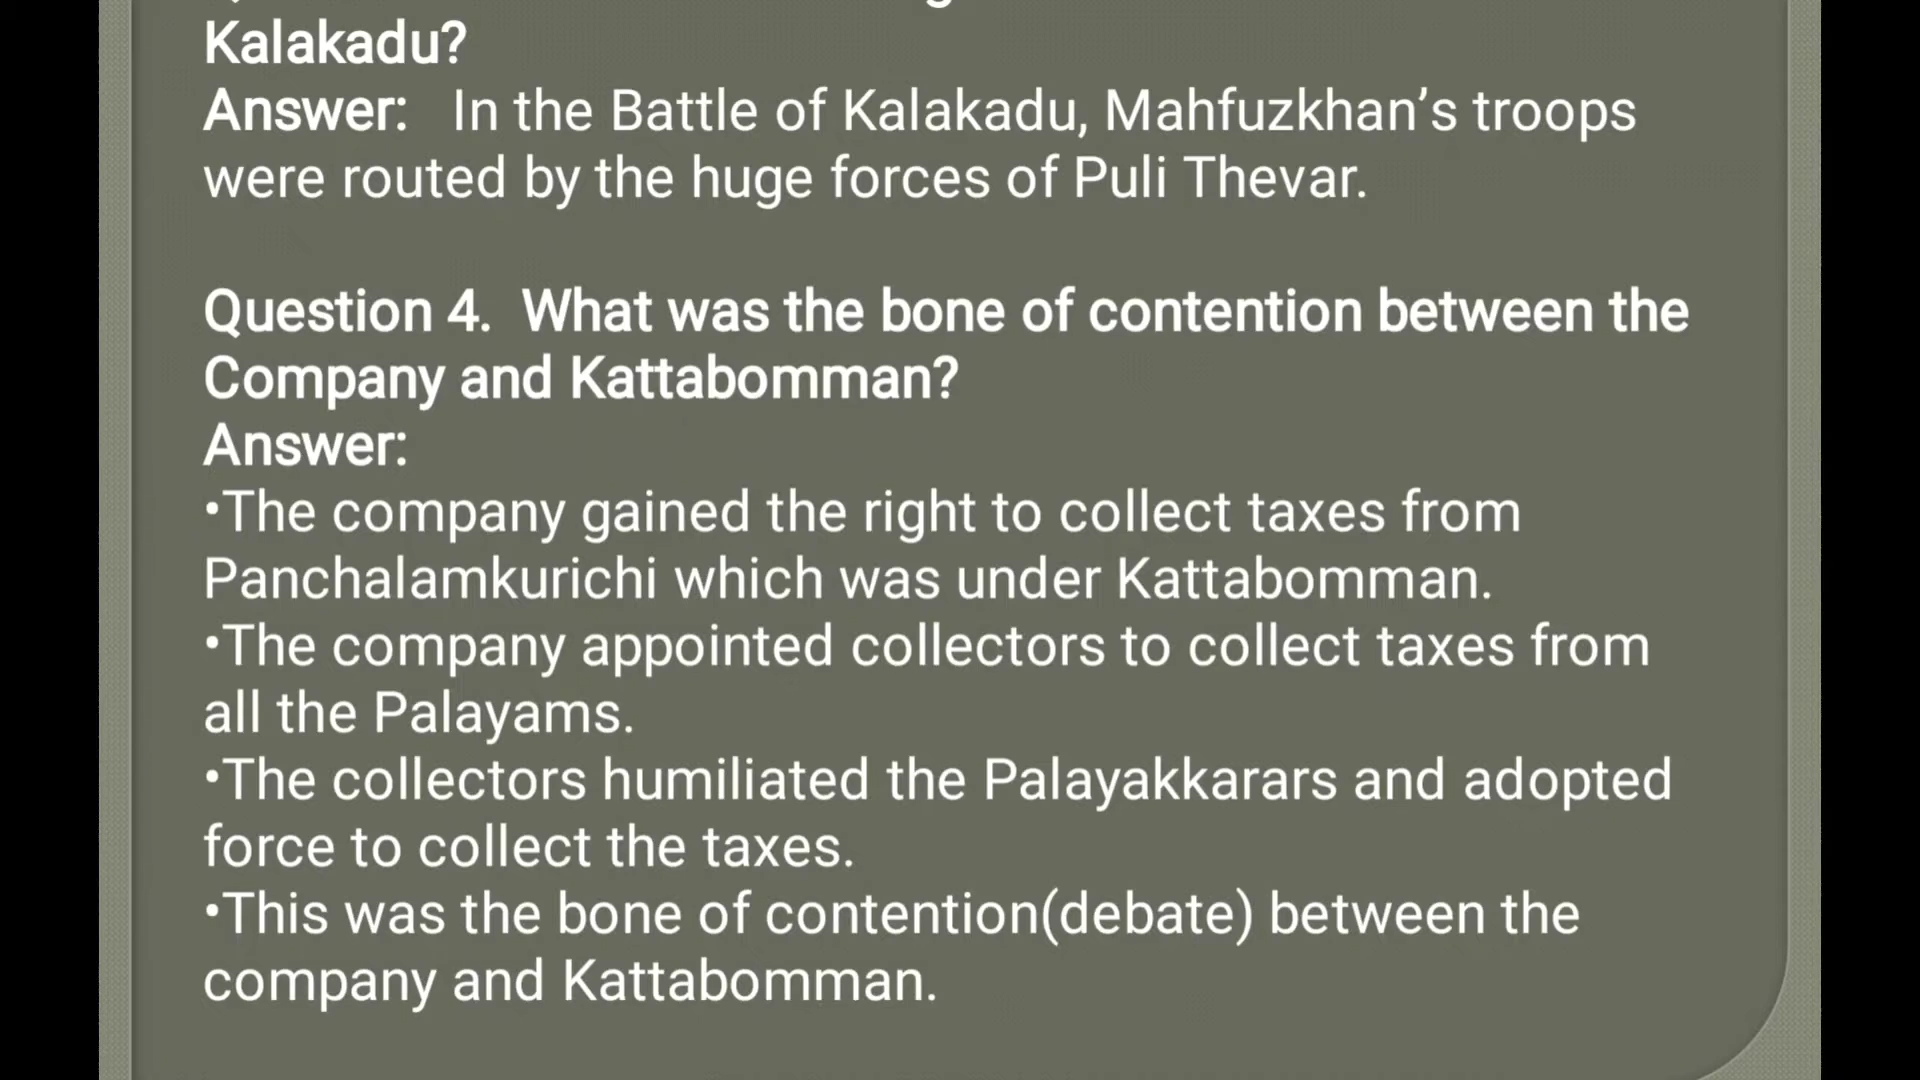 Kalakadu?
Answer: In the Battle of Kalakadu, Mahfuzkhan’s troops
were routed by the huge forces of Puli Thevar.
Question 4. What was the bone of contention between the
Company and Kattabomman?
Answer:
•The company gained the right to collect taxes from
Panchalamkurichi which was under Kattabomman.
•The company appointed collectors to collect taxes from
all the Palayams.
•The collectors humiliated the Palayakkarars and adopted
force to collect the taxes.
•This was the bone of contention(debate) between the
company and Kattabomman.